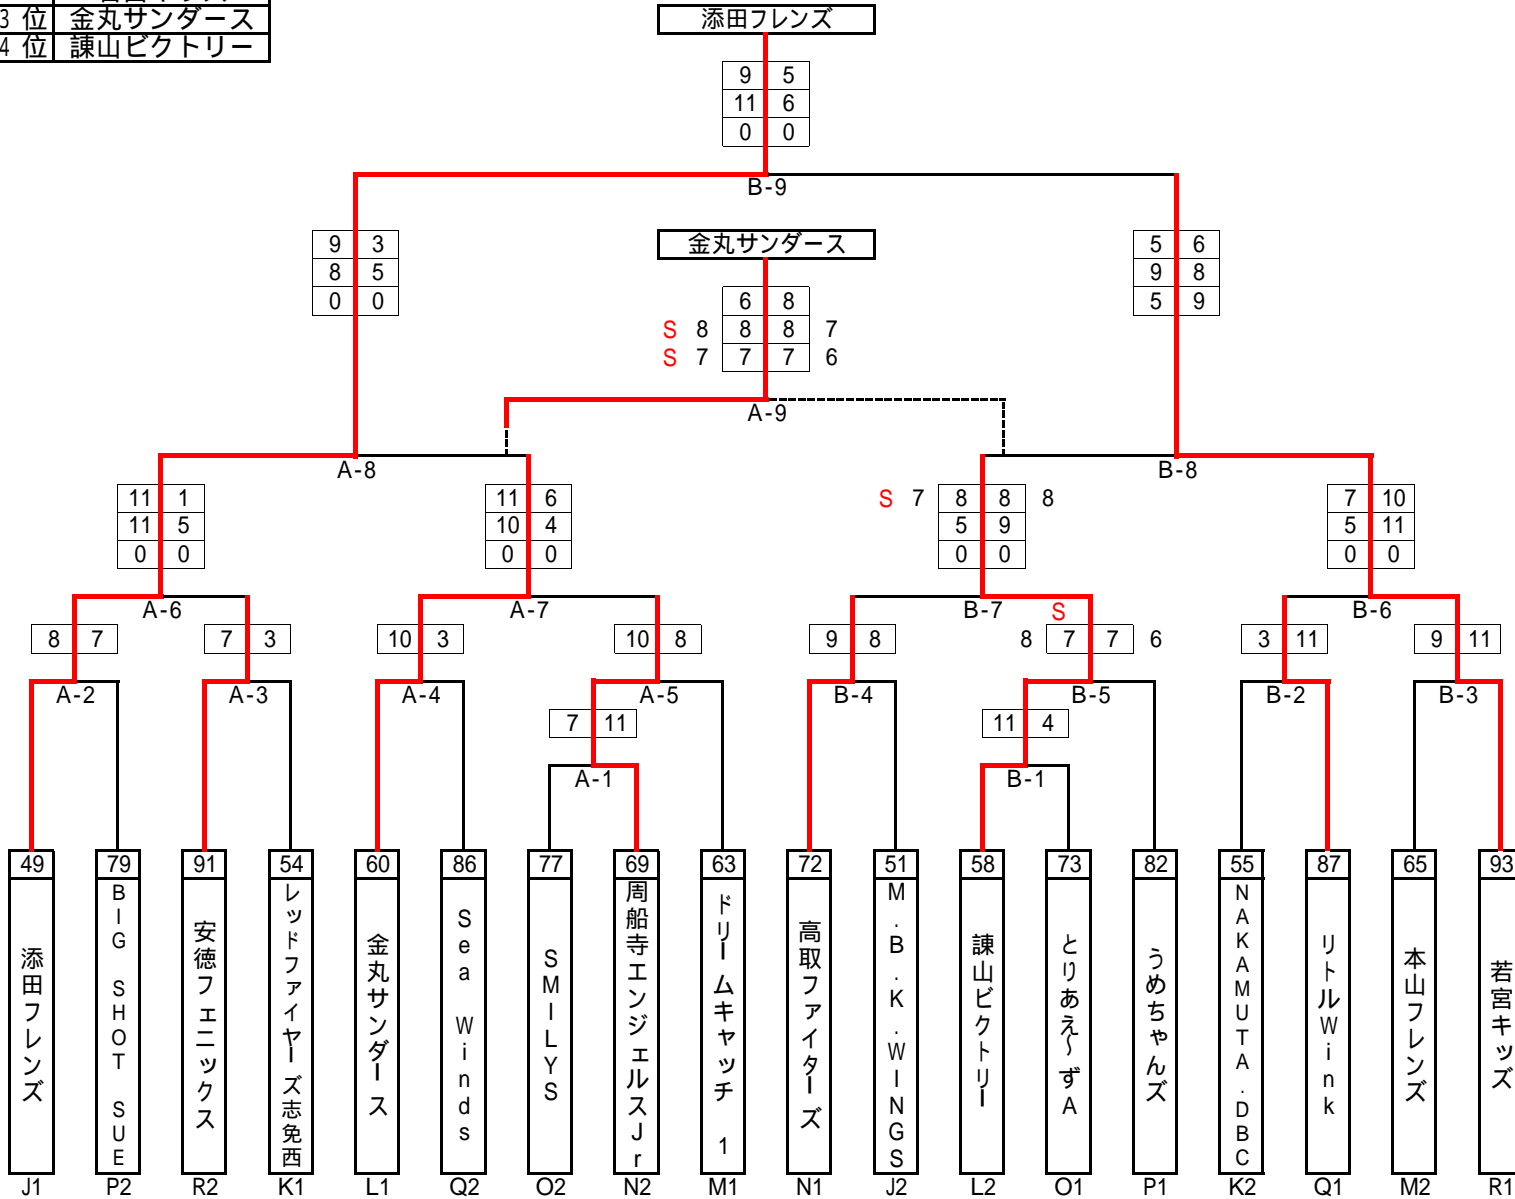 3 位 金丸サンダース
4 位 諌山ビクトリー
添田フレンズ
9 5
11 6
0 0
B-9
9 3
8 5
0 0
金丸サンダース
6 8
S 8 8 8 7
S 7 7 7 6
A-9
5 6
9 8
5 9
A-8
B-8
11 1
11 5
0 0
11 6
10 4
0 0
S 7 8 8 8
5 9
0 0
7 10
5 11
0 0
A-6
A-7
B-7
S
B-6
8 7
7 3
10 3
10 8
9 8
8 7 7 6
3 11
9 11
A-2
A-3
A-4
A-5
B-4
B-5
B-2
B-3
7 11
11 4
A-1
B-1
49 79 91 54 60 86 77 69 63 72 51 58 73 82 55 87 65 93
添田フレンズ
BIG SHOT SUE
安徳フェニックス
レッドファイヤーズ志免西
金丸サンダース
Sea Winds
SMILYS
周船寺エンジェルスJr
ドリームキャッチ 1
高取ファイターズ
M.B.K.WINGS
諌山ビクトリー
とりあえ～ずA
うめちゃんズ
NAKAMUTA.DBC
リトルWink
本山フレンズ
若宮キッズ
J1 P2 R2 K1 L1 Q2 O2 N2 M1 N1 J2 L2 O1 P1 K2 Q1 M2 R1